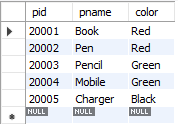 pid pname color
20001 Book Red
20002 Pen Red
20003 Pencil Green
20004 Mobile Green
20005 Charger Black
NULL NULL NULL